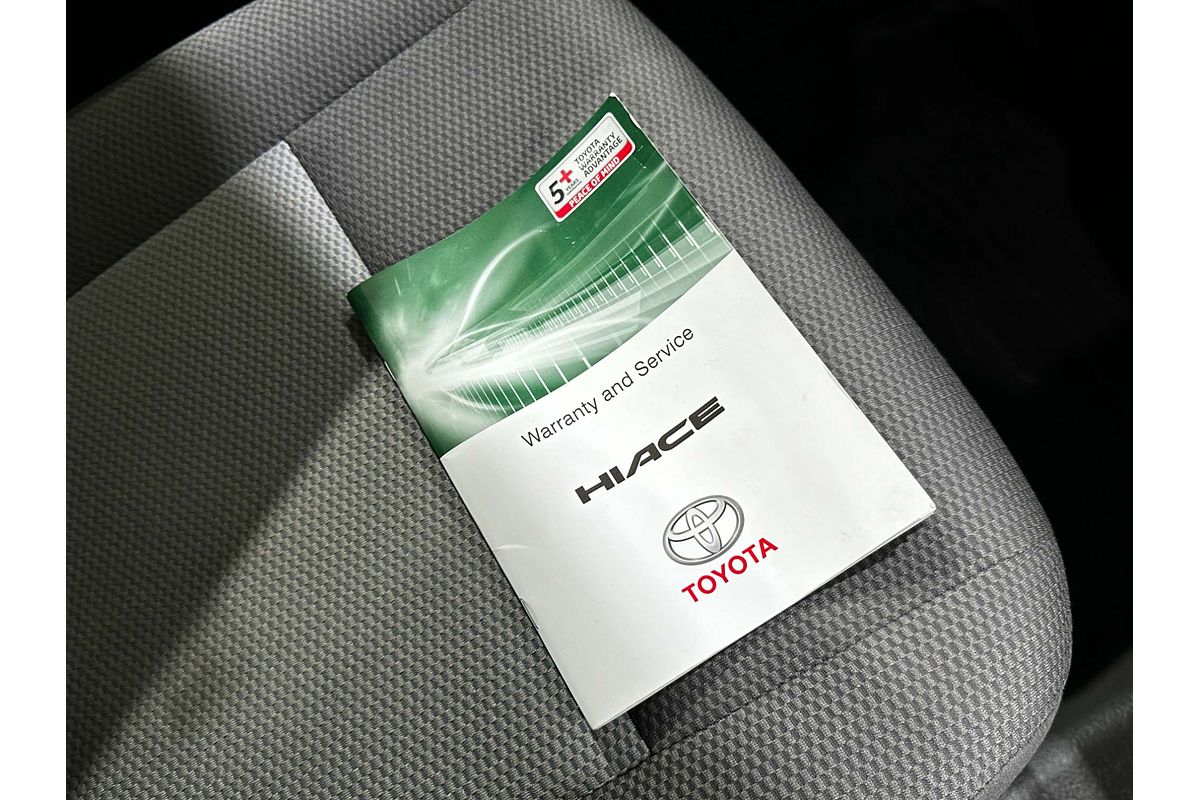 5+
YEARS
TOYOTA
WARRANTY
ADVANTAGE
PEACE OF MIND
Warranty and Service
HIACE
TOYOTA